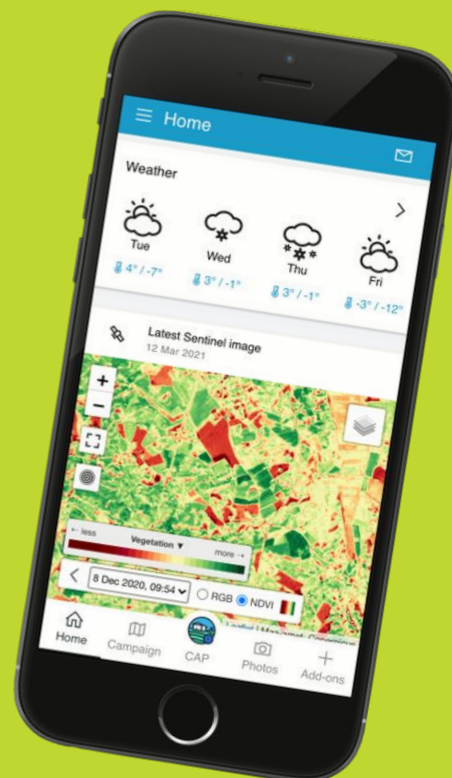 Home
Weather
Tue
Wed
Thu
Fri
4° / -7°
3° / -1°
3° / -1°
-3° / -12°
Latest Sentinel image
12 Mar 2021
+
−
← less
Vegetation ▼
more →
8 Dec 2020, 09:54
RGB
NDVI
Home
Campaign
CAP
Photos
Add-ons